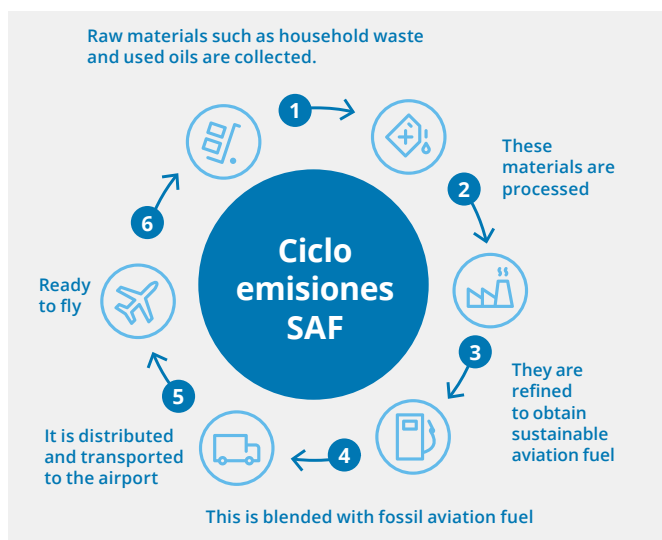 Raw materials such as household waste
and used oils are collected.
1
These
materials are
processed
2
6
Ciclo
emisiones
SAF
Ready
to fly
3
They are
refined
to obtain
sustainable
aviation fuel
5
It is distributed
and transported
to the airport
4
This is blended with fossil aviation fuel